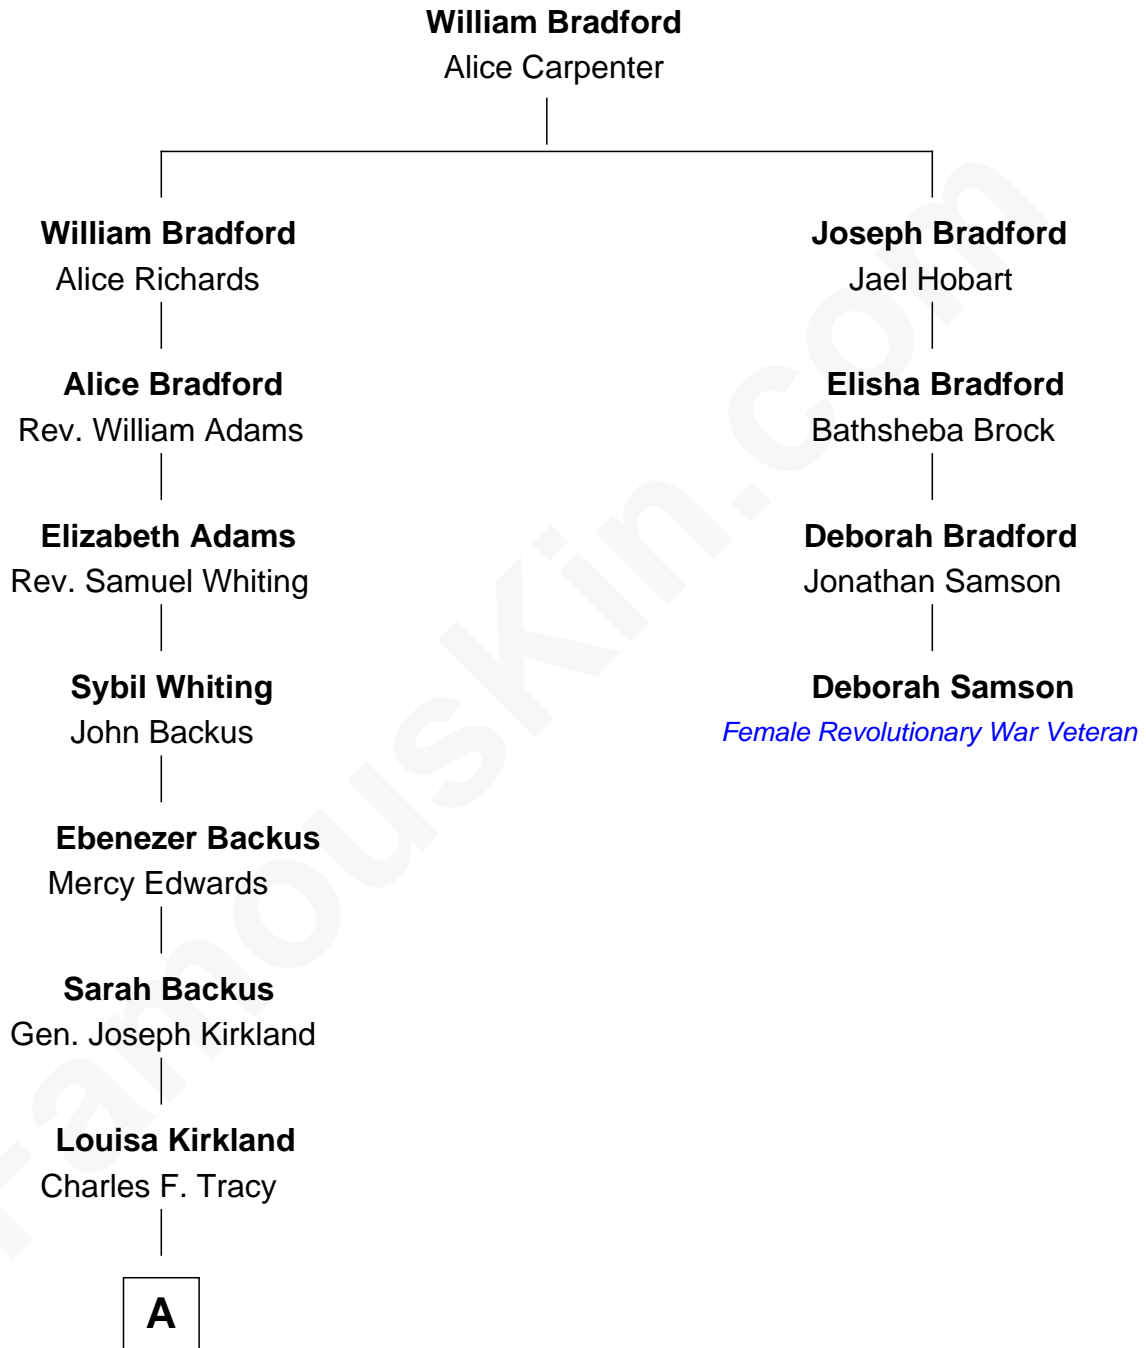 William Bradford
Alice Carpenter
William Bradford
Alice Richards
Alice Bradford
Rev. William Adams
Elizabeth Adams
Rev. Samuel Whiting
Sybil Whiting
John Backus
Ebenezer Backus
Mercy Edwards
Sarah Backus
Gen. Joseph Kirkland
Louisa Kirkland
Charles F. Tracy
A
Joseph Bradford
Jael Hobart
Elisha Bradford
Bathsheba Brock
Deborah Bradford
Jonathan Samson
Deborah Samson
Female Revolutionary War Veteran
FamousKin.com